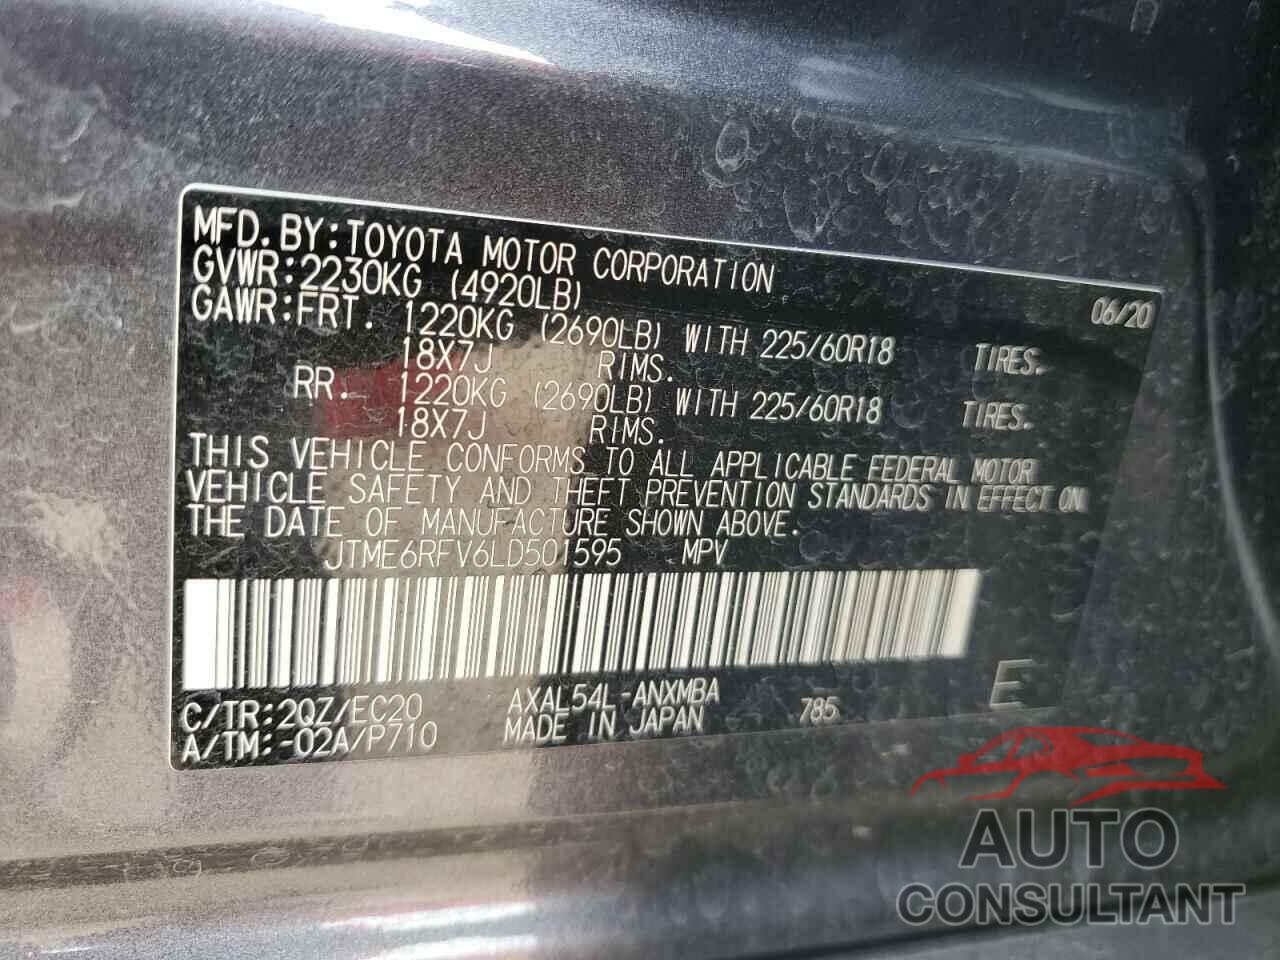 MFD.BY:TOYOTA MOTOR CORPORATION 06/20
GVWR:2230KG (4920LB)
GAWR:FRT. 1220KG (2690LB) WITH 225/60R18 TIRES.
18X7J RIMS.
RR. 1220KG (2690LB) WITH 225/60R18 TIRES.
18X7J RIMS.
THIS VEHICLE CONFORMS TO ALL APPLICABLE FEDERAL MOTOR
VEHICLE SAFETY AND THEFT PREVENTION STANDARDS IN EFFECT ON
THE DATE OF MANUFACTURE SHOWN ABOVE.
JTME6RFV6LD501595 MPV
C/TR:2QZ/EC20 AXAL54L-ANXMBA 785 E
A/TM:-02A/P710 MADE IN JAPAN
AUTO
CONSULTANT